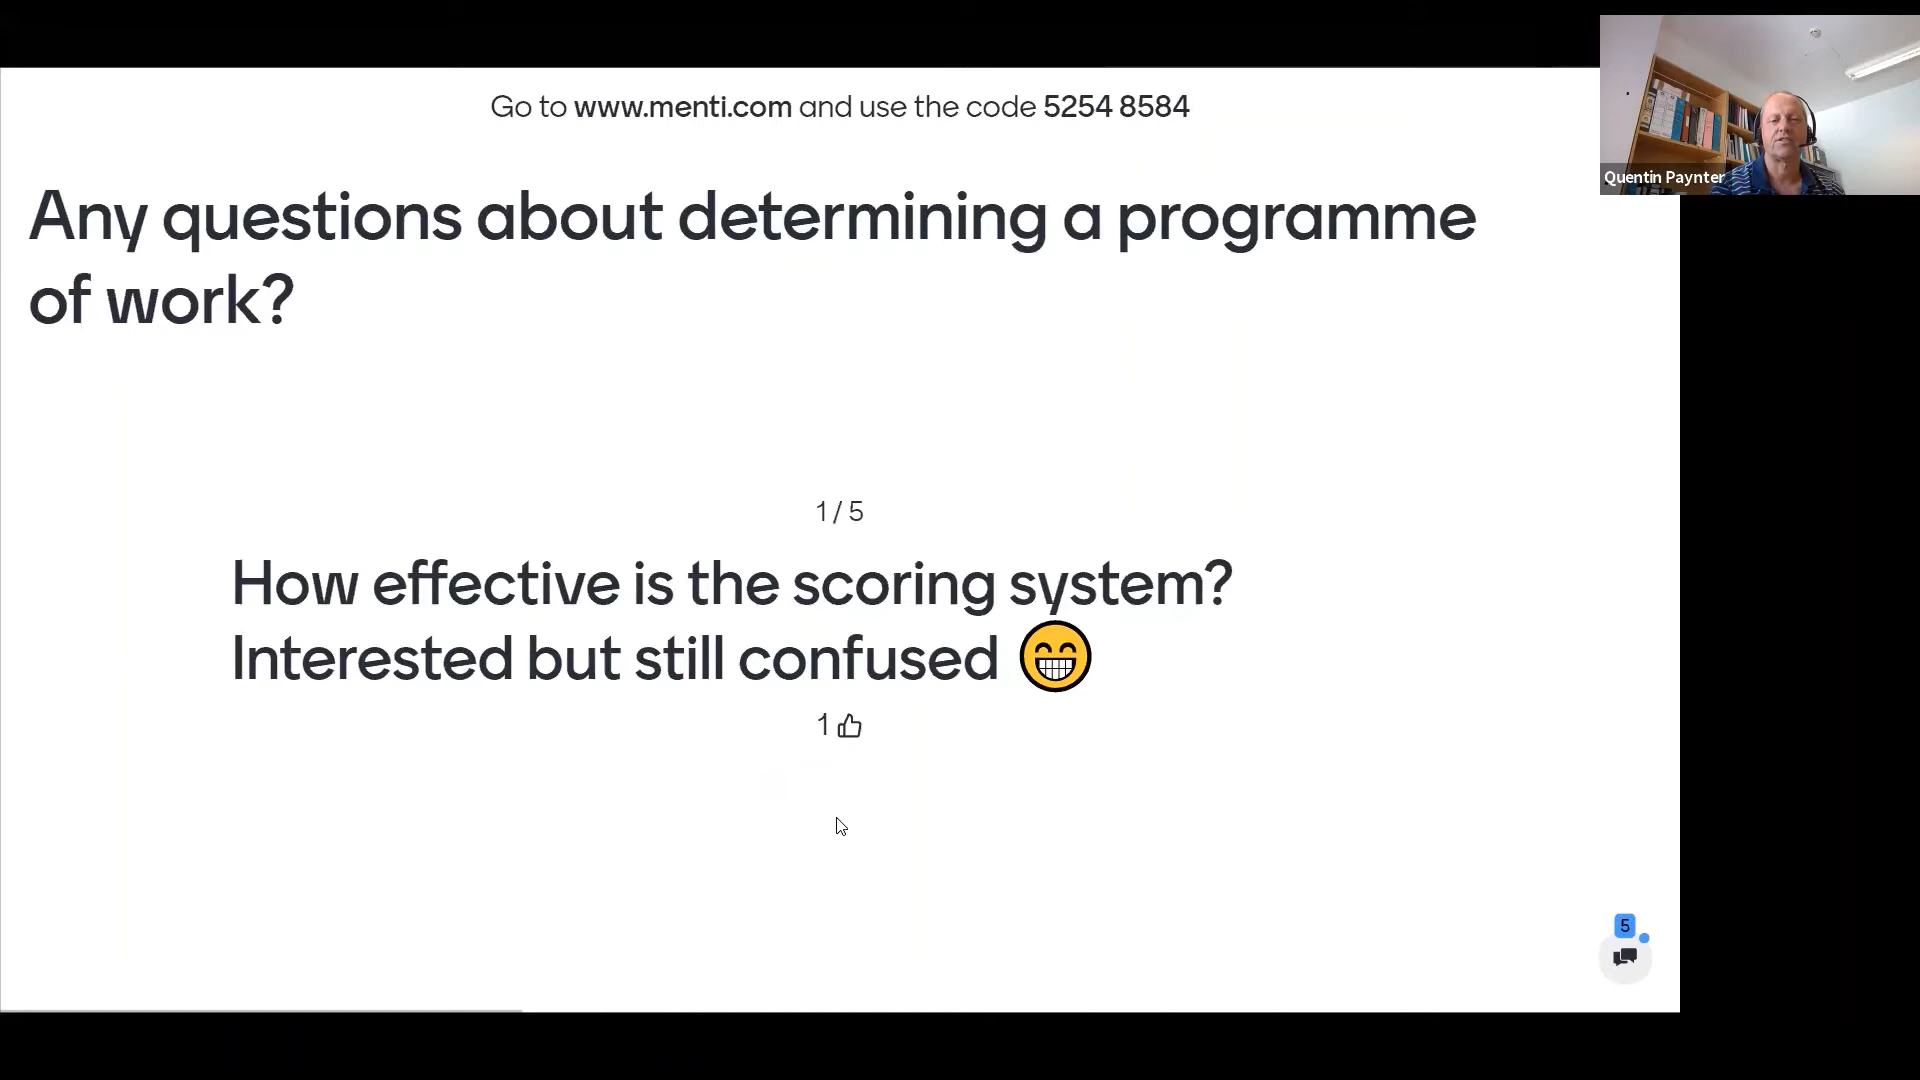 Go to www.menti.com and use the code 5254 8584
Quentin Paynter
Any questions about determining a programme
of work?
1 / 5
How effective is the scoring system?
Interested but still confused 😁
1
5